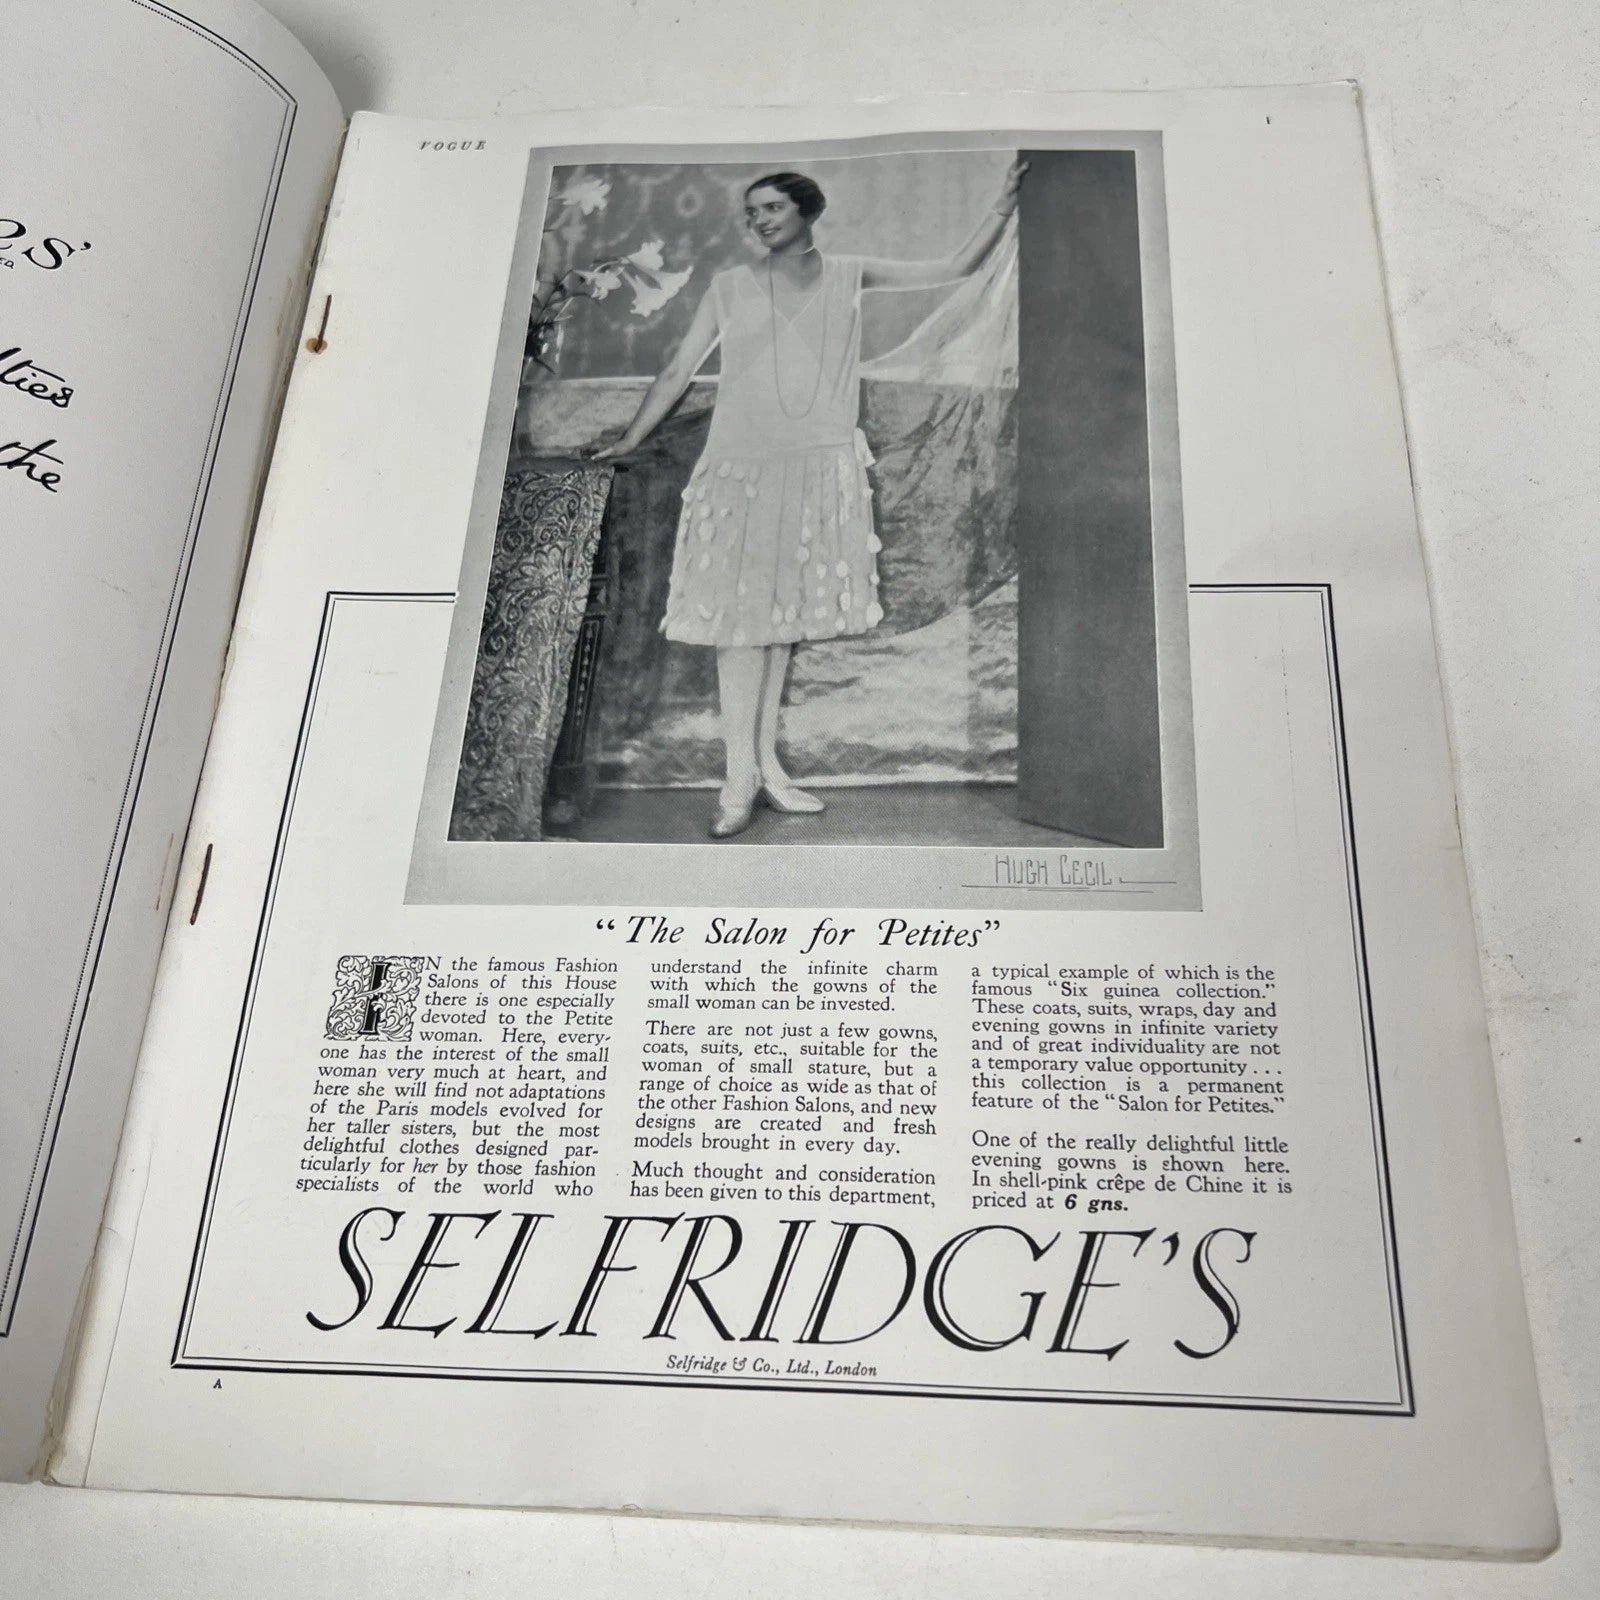 s'
ties
the
VOGUE
1
HUGH CECIL
“The Salon for Petites”
IN the famous Fashion
Salons of this House
there is one especially
devoted to the Petite
woman. Here, every-
one has the interest of the small
woman very much at heart, and
here she will find not adaptations
of the Paris models evolved for
her taller sisters, but the most
delightful clothes designed par-
ticularly for her by those fashion
specialists of the world who
understand the infinite charm
with which the gowns of the
small woman can be invested.
There are not just a few gowns,
coats, suits, etc., suitable for the
woman of small stature, but a
range of choice as wide as that of
the other Fashion Salons, and new
designs are created and fresh
models brought in every day.
Much thought and consideration
has been given to this department,
a typical example of which is the
famous “Six guinea collection.”
These coats, suits, wraps, day and
evening gowns in infinite variety
and of great individuality are not
a temporary value opportunity . . .
this collection is a permanent
feature of the “Salon for Petites.”
One of the really delightful little
evening gowns is shown here.
In shell-pink crêpe de Chine it is
priced at 6 gns.
SELFRIDGE'S
Selfridge & Co., Ltd., London
A